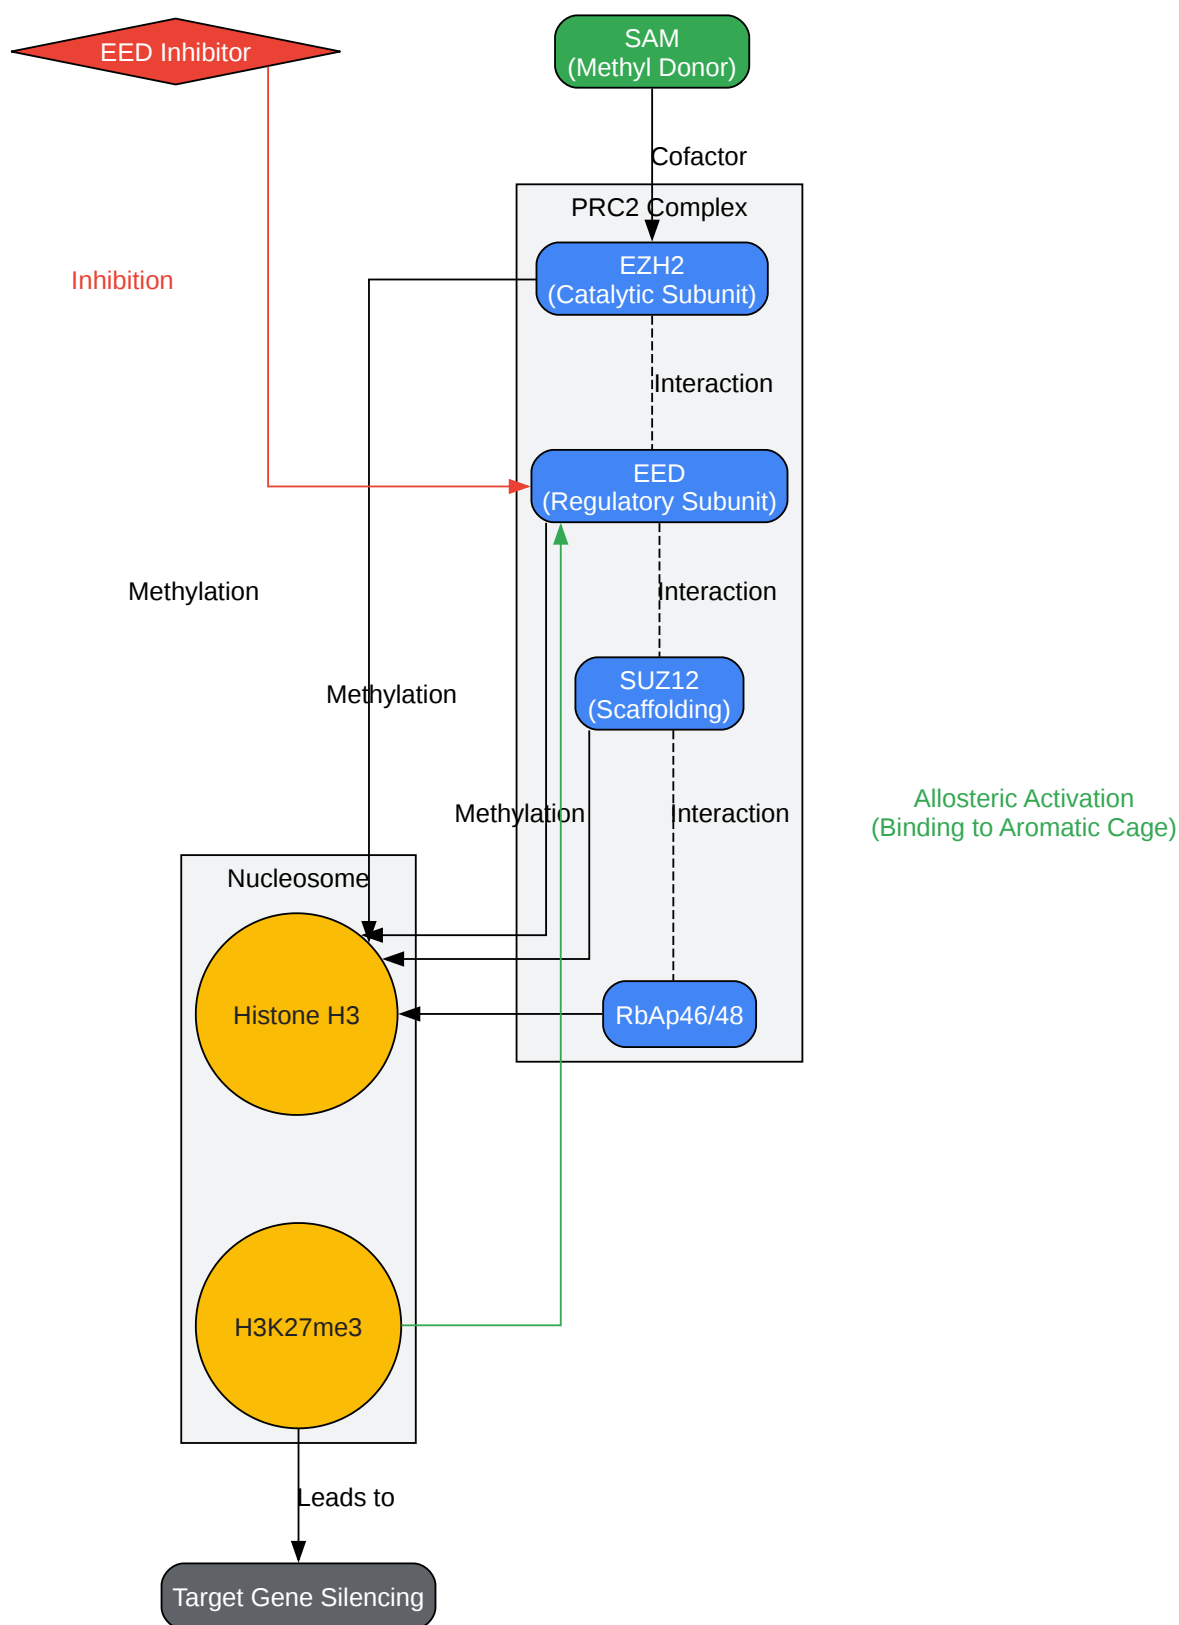 EED Inhibitor
SAM
(Methyl Donor)
Cofactor
PRC2 Complex
EZH2
(Catalytic Subunit)
Inhibition
Interaction
EED
(Regulatory Subunit)
Methylation
Interaction
SUZ12
(Scaffolding)
Methylation
Methylation
Interaction
Allosteric Activation
(Binding to Aromatic Cage)
Nucleosome
Histone H3
RbAp46/48
H3K27me3
Leads to
Target Gene Silencing